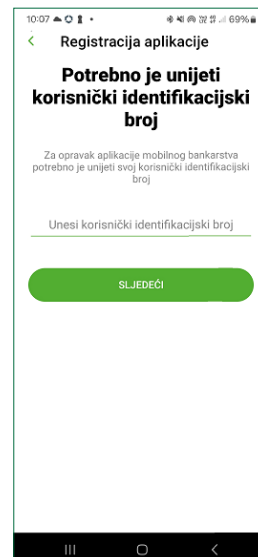 10:07
69%
Registracija aplikacije
Potrebno je unijeti
korisnički identifikacijski
broj
Za opravak aplikacije mobilnog bankarstva
potrebno je unijeti svoj korisnički identifikacijski
broj
Unesi korisnički identifikacijski broj
SLJEDEĆI